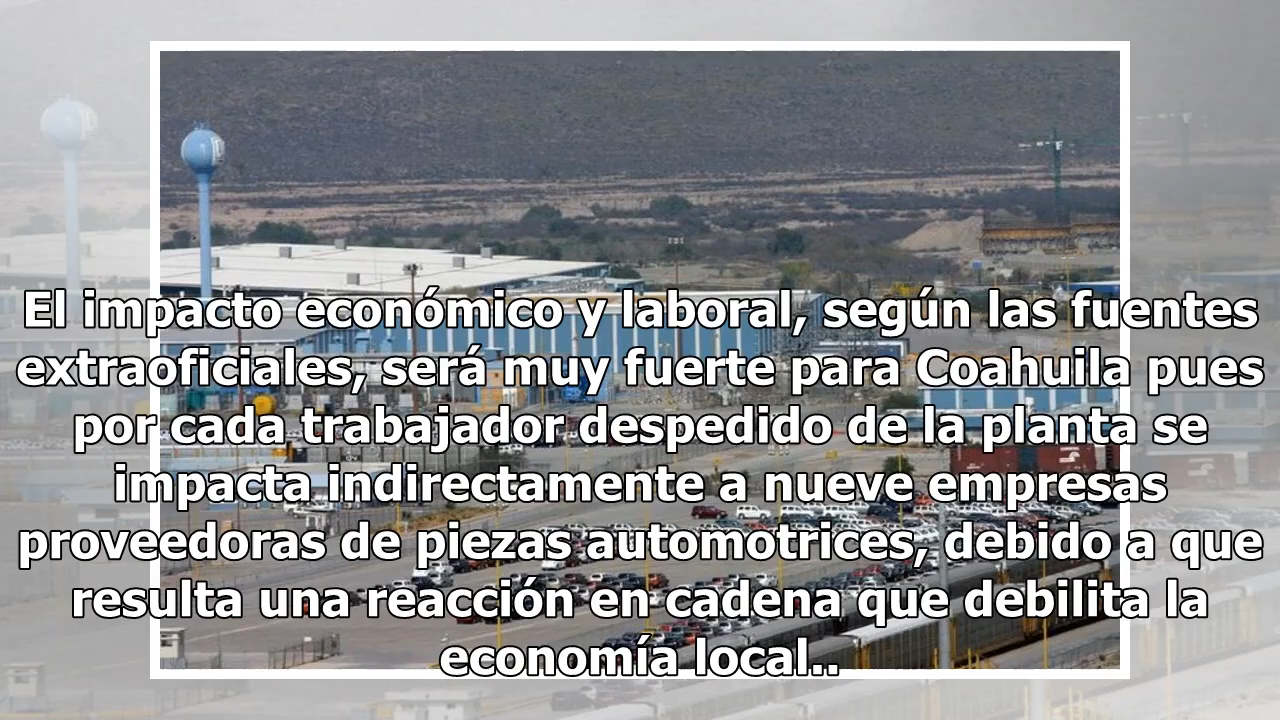 El impacto económico y laboral, según las fuentes
extraoficiales, será muy fuerte para Coahuila pues
por cada trabajador despedido de la planta se
impacta indirectamente a nueve empresas
proveedoras de piezas automotrices, debido a que
resulta una reacción en cadena que debilita la
economía local..